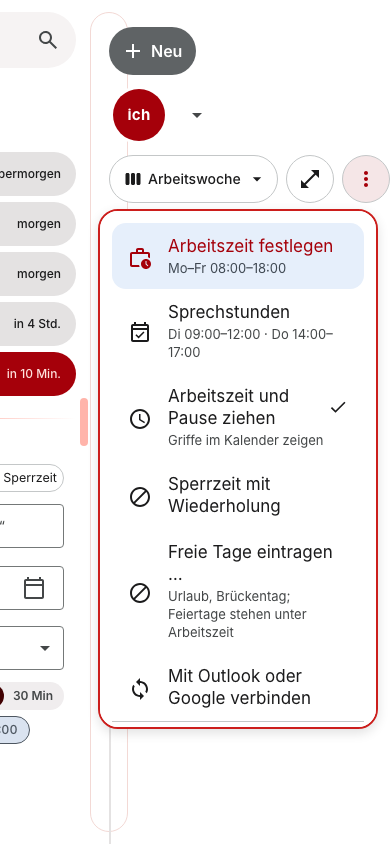 Neu
ich
Arbeitswoche
bermorgen
morgen
morgen
in 4 Std.
in 10 Min.
Sperrzeit
“
30 Min
:00
Arbeitszeit festlegen
Mo–Fr 08:00–18:00
Sprechstunden
Di 09:00–12:00 · Do 14:00–
17:00
Arbeitszeit und
Pause ziehen
Griffe im Kalender zeigen
Sperrzeit mit
Wiederholung
Freie Tage eintragen
...
Urlaub, Brückentag;
Feiertage stehen unter
Arbeitszeit
Mit Outlook oder
Google verbinden